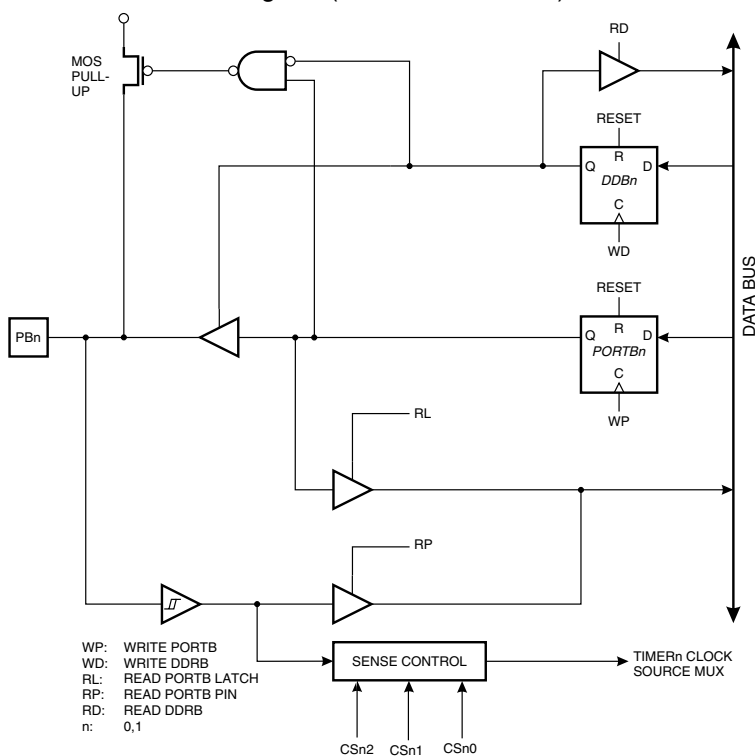 RD
MOS
PULL-
UP
RESET
R
Q
D
DDBn
C
WD
DATA BUS
RESET
R
PBn
Q
D
PORTBn
C
WP
RL
RP
WP: WRITE PORTB
WD: WRITE DDRB
RL: READ PORTB LATCH
RP: READ PORTB PIN
RD: READ DDRB
n: 0,1
SENSE CONTROL
TIMERn CLOCK
SOURCE MUX
CSn2
CSn1
CSn0